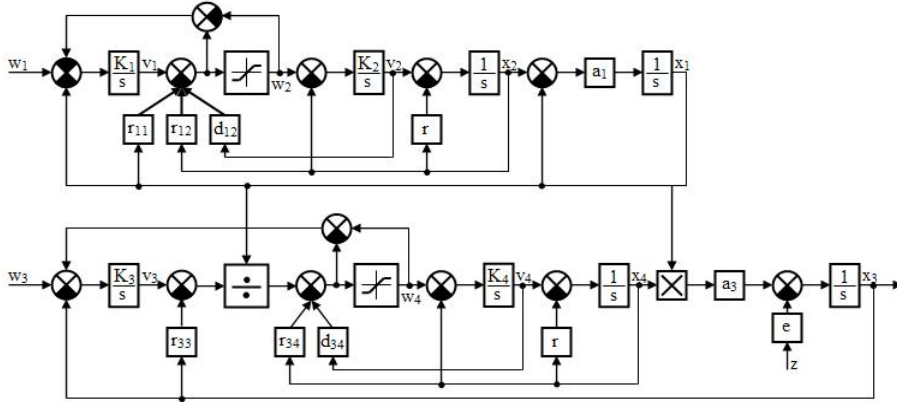 w1 K1/s v1 w2 K2/s v2 1/s x2 a1 1/s x1
r11 r12 d12 r
w3 K3/s v3 ÷ w4 K4/s v4 1/s x4 × a3 1/s x3
r33 r34 d34 r e
z